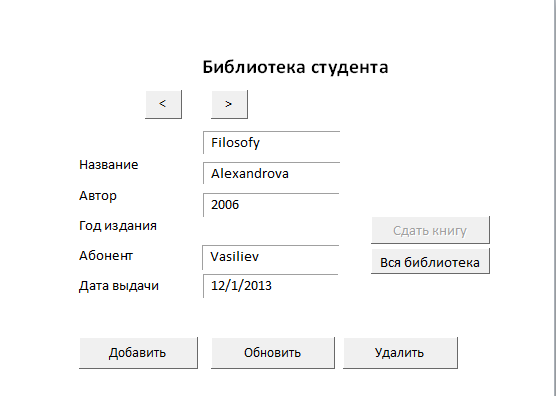 Библиотека студента
< >
Filosofy
Название
Alexandrova
Автор
2006
Год издания
Сдать книгу
Абонент Vasiliev
Вся библиотека
Дата выдачи 12/1/2013
Добавить Обновить Удалить